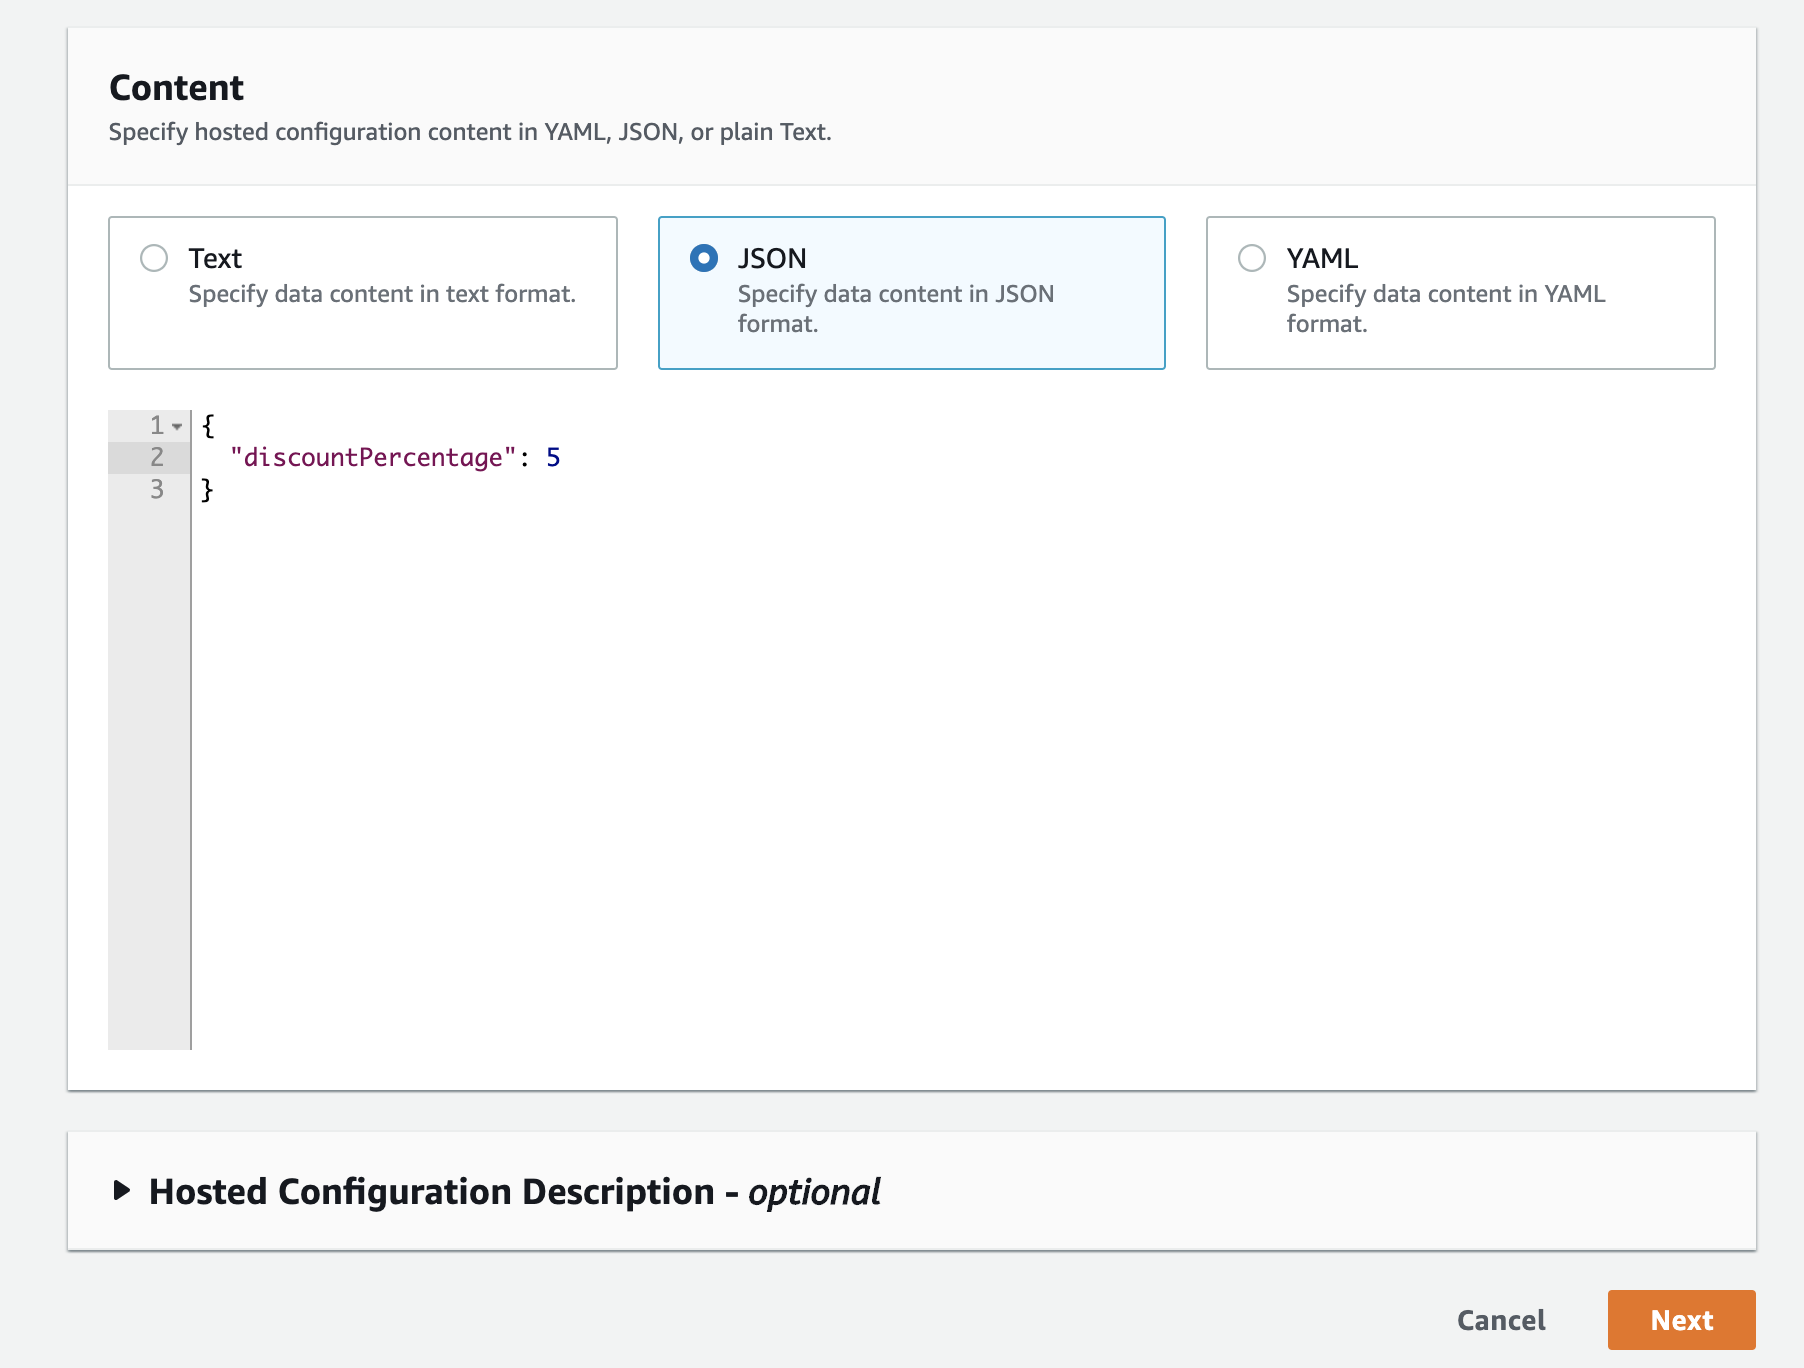 Content
Specify hosted configuration content in YAML, JSON, or plain Text.
Text
Specify data content in text format.
JSON
Specify data content in JSON
format.
YAML
Specify data content in YAML
format.
1 {
2 "discountPercentage": 5
3 }
Hosted Configuration Description - optional
Cancel
Next